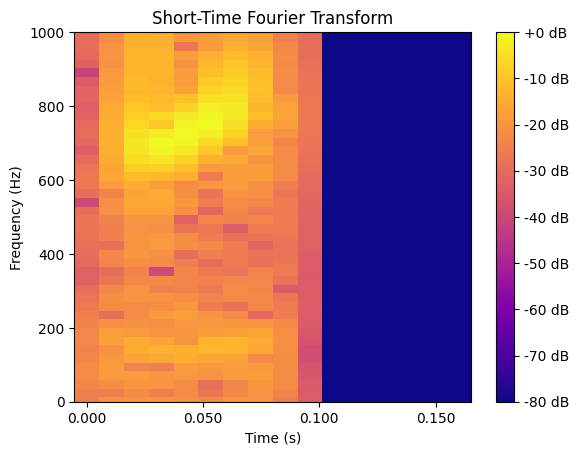 Short-Time Fourier Transform
1000
800
600
400
200
0
Frequency (Hz)
0.000
0.050
0.100
0.150
Time (s)
+0 dB
-10 dB
-20 dB
-30 dB
-40 dB
-50 dB
-60 dB
-70 dB
-80 dB